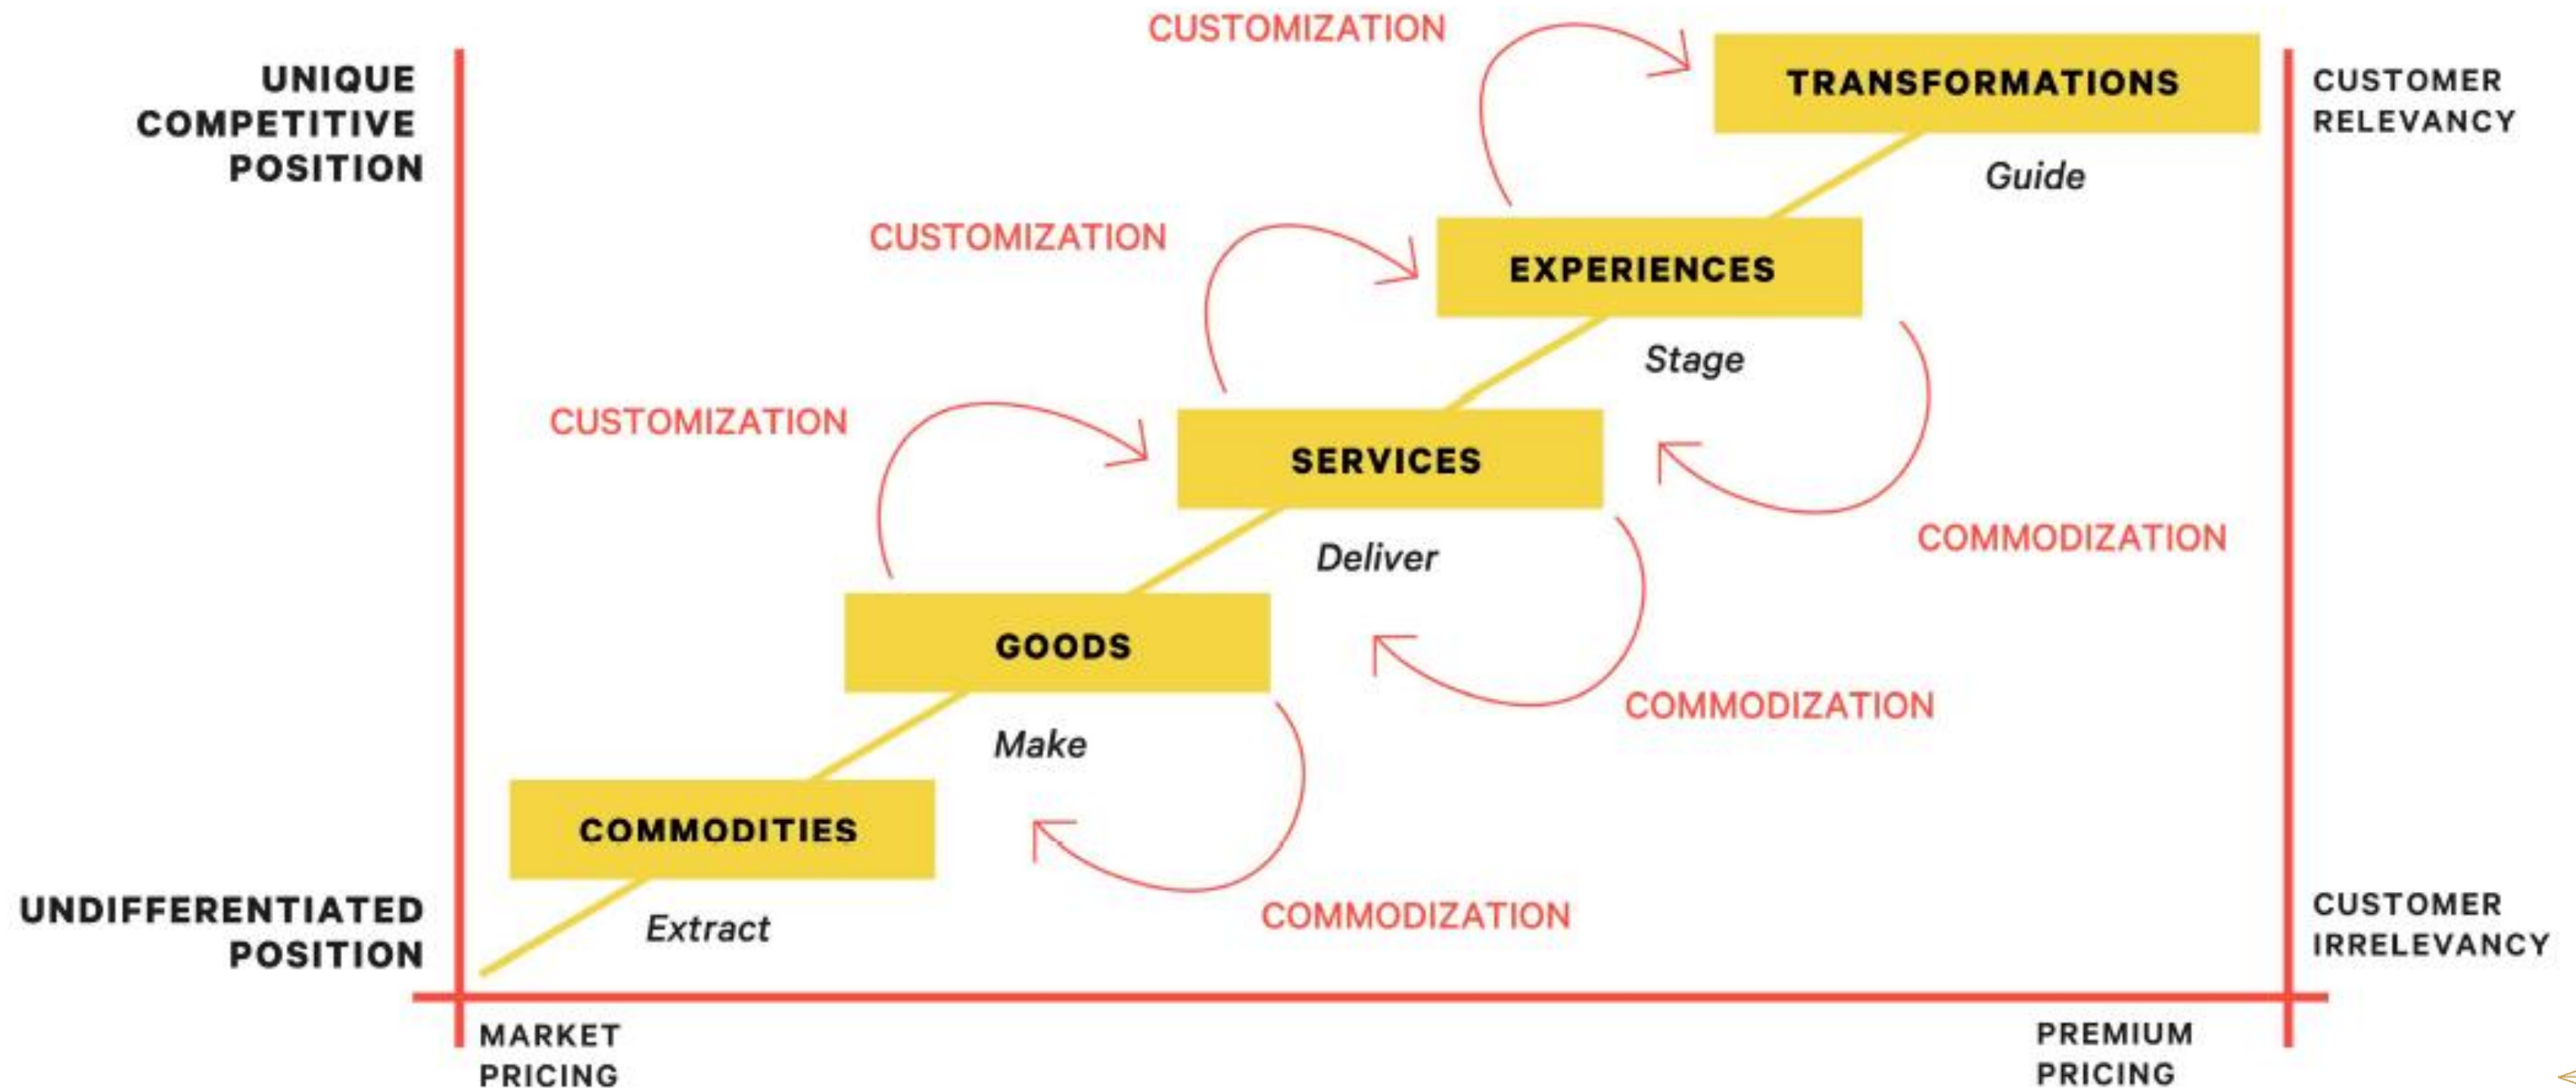 CUSTOMIZATION
TRANSFORMATIONS
UNIQUE
COMPETITIVE
POSITION
CUSTOMER
RELEVANCY
Guide
CUSTOMIZATION
EXPERIENCES
Stage
CUSTOMIZATION
SERVICES
COMMODIZATION
Deliver
GOODS
COMMODIZATION
Make
COMMODITIES
COMMODIZATION
Extract
UNDIFFERENTIATED
POSITION
CUSTOMER
IRRELEVANCY
MARKET
PRICING
PREMIUM
PRICING